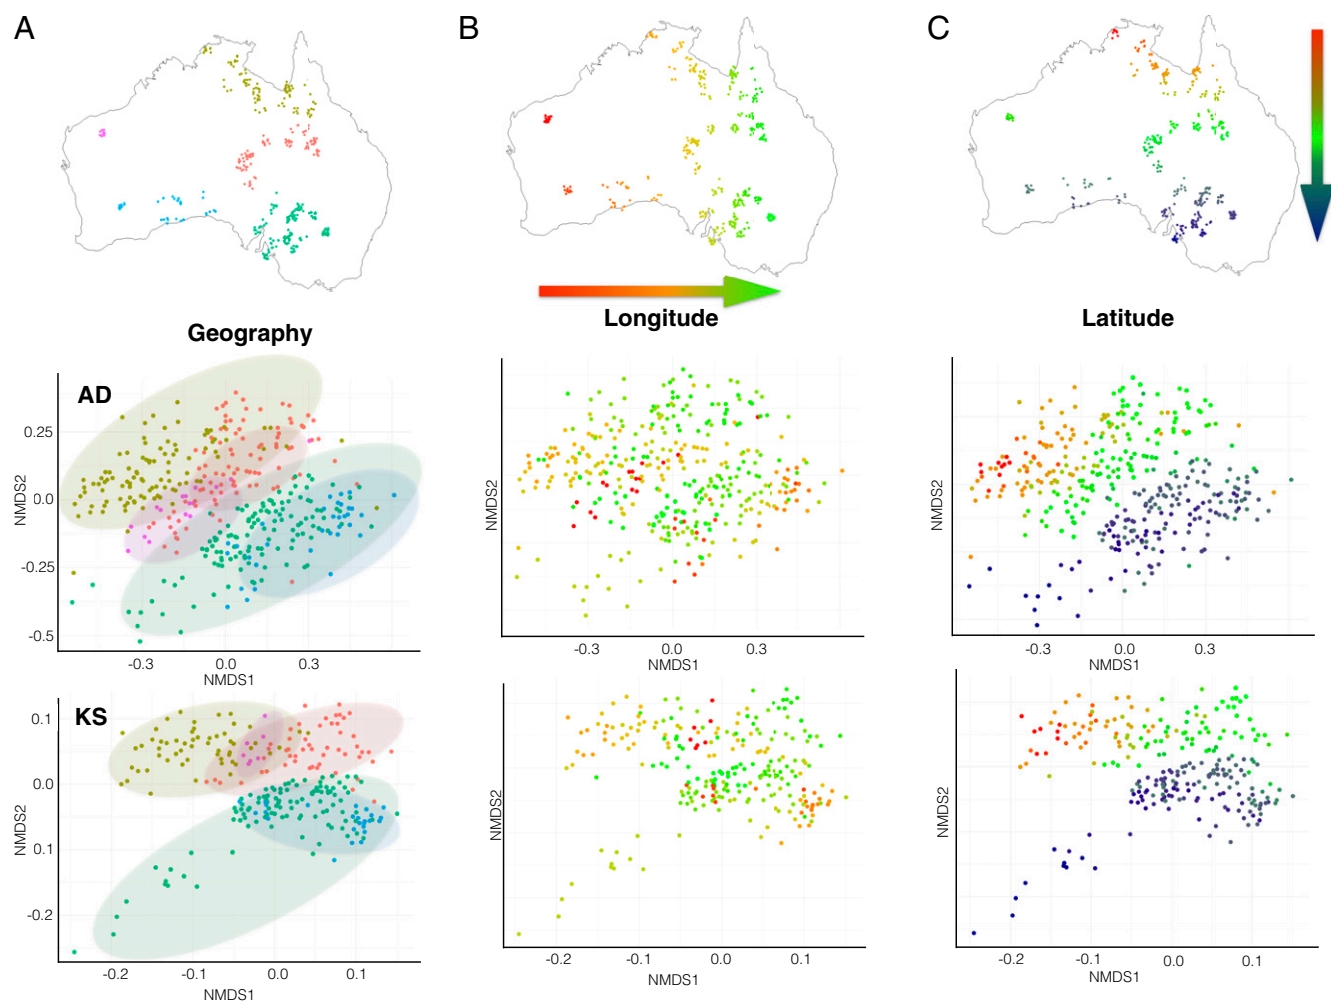 A B C
Geography Longitude Latitude
AD
0.25
0.0
-0.25
-0.5
NMDS2
-0.3 0.0 0.3
NMDS1
NMDS2
-0.3 0.0 0.3
NMDS1
NMDS2
-0.3 0.0 0.3
NMDS1
KS
0.1
0.0
0.1
-0.2
NMDS2
-0.2 -0.1 0.0 0.1
NMDS1
NMDS2
-0.2 -0.1 0.0 0.1
NMDS1
NMDS2
-0.2 -0.1 0.0 0.1
NMDS1